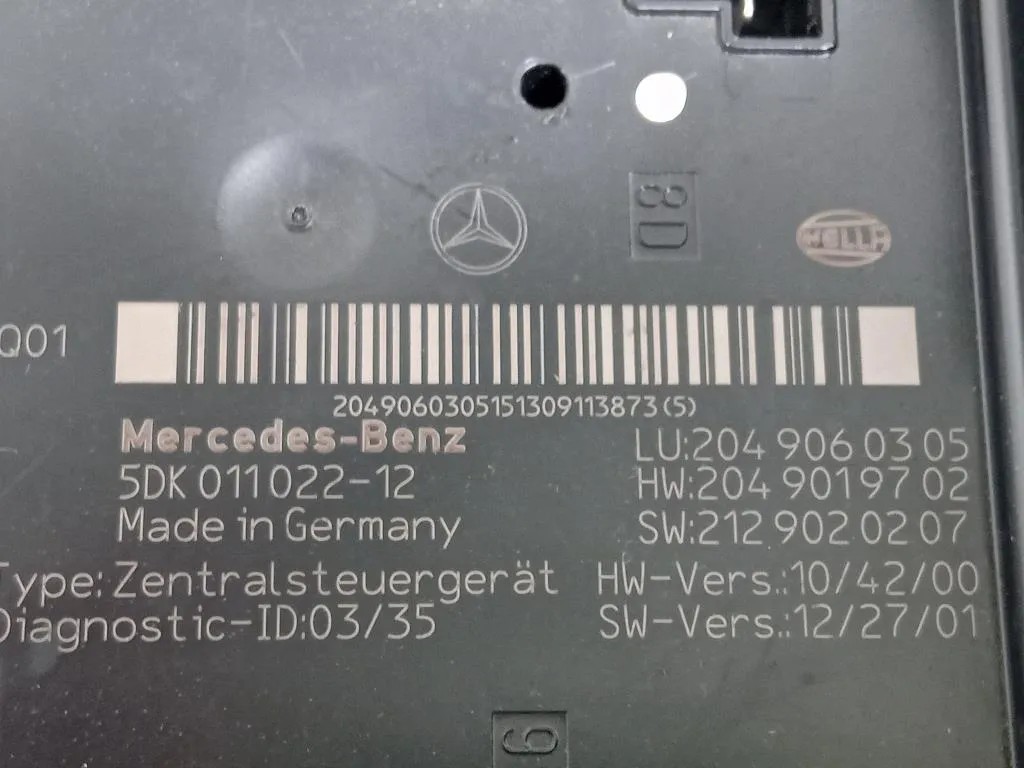 D8
HELLA
Q01
2049060305151309113873(5)
Mercedes-Benz
LU:204 906 03 05
5DK 011 022-12
HW:204 901 97 02
Made in Germany
SW:212 902 02 07
Type: Zentralsteuergerät
HW-Vers.:10/42/00
Diagnostic-ID:03/35
SW-Vers.:12/27/01